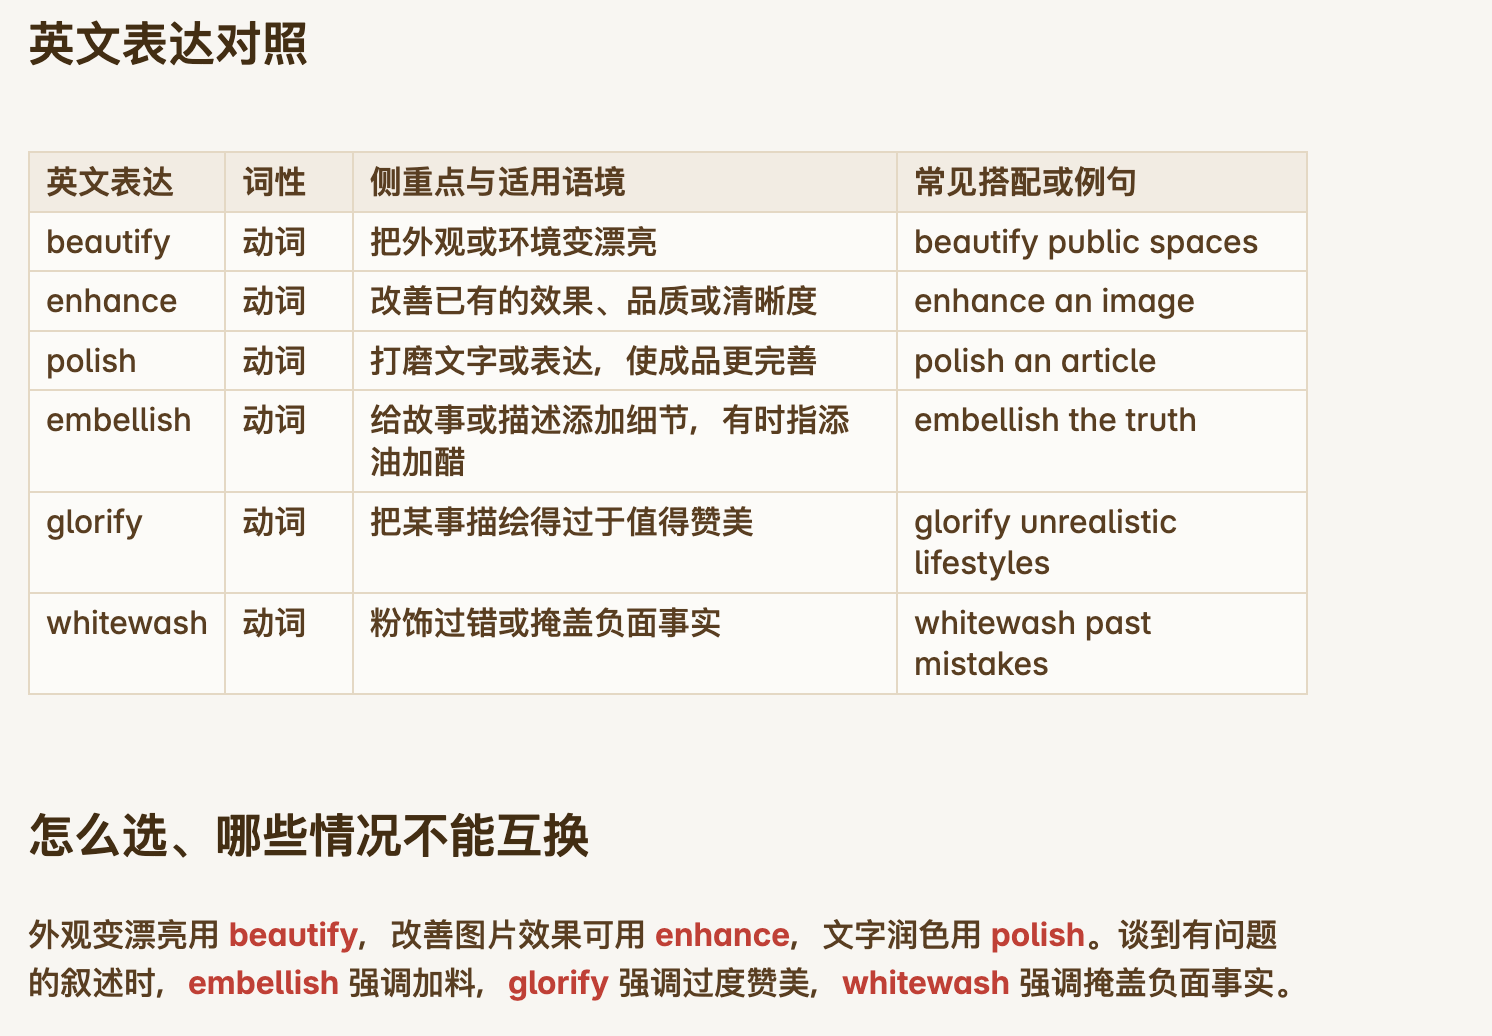 英文表达对照
英文表达 词性 侧重点与适用语境 常见搭配或例句
beautify 动词 把外观或环境变漂亮 beautify public spaces
enhance 动词 改善已有的效果、品质或清晰度 enhance an image
polish 动词 打磨文字或表达，使成品更完善 polish an article
embellish 动词 给故事或描述添加细节，有时指添 embellish the truth
油加醋
glorify 动词 把某事描绘得过于值得赞美 glorify unrealistic
lifestyles
whitewash 动词 粉饰过错或掩盖负面事实 whitewash past
mistakes
怎么选、哪些情况不能互换
外观变漂亮用 beautify，改善图片效果可用 enhance，文字润色用 polish。谈到有问题
的叙述时，embellish 强调加料，glorify 强调过度赞美，whitewash 强调掩盖负面事实。